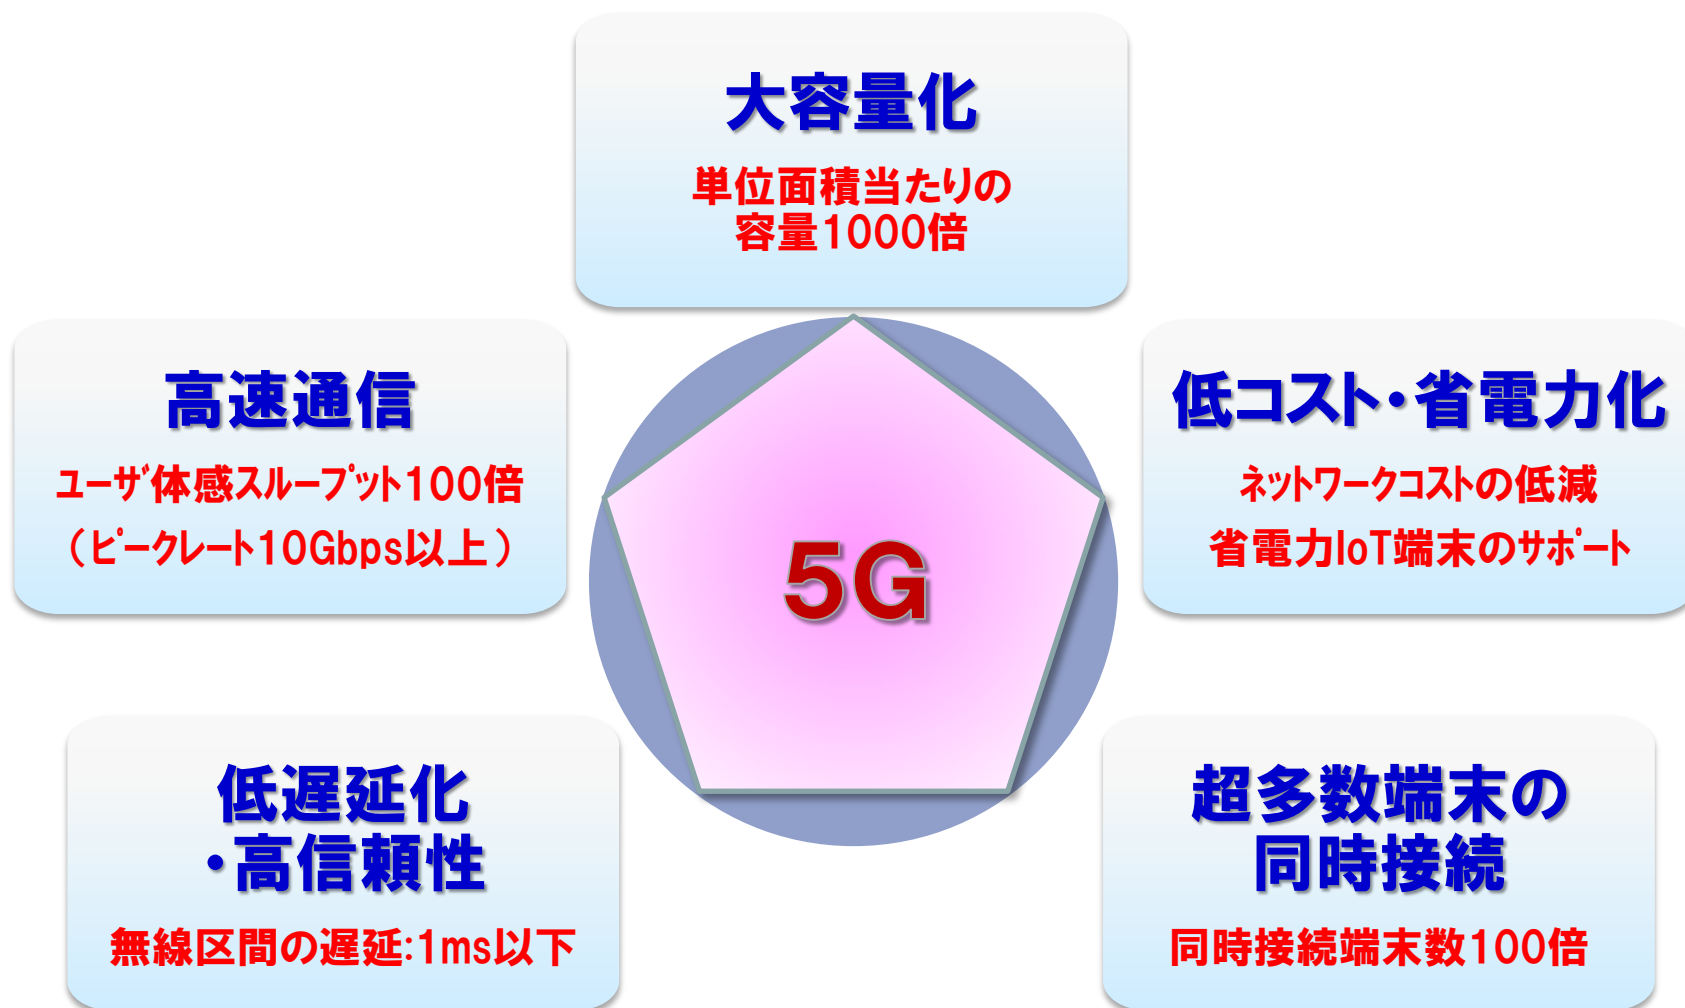 大容量化
単位面積当たりの
容量1000倍
高速通信
ユーザ体感スループット100倍
（ピークレート10Gbps以上）
低コスト・省電力化
ネットワークコストの低減
省電力IoT端末のサポート
5G
低遅延化
・高信頼性
無線区間の遅延:1ms以下
超多数端末の
同時接続
同時接続端末数100倍